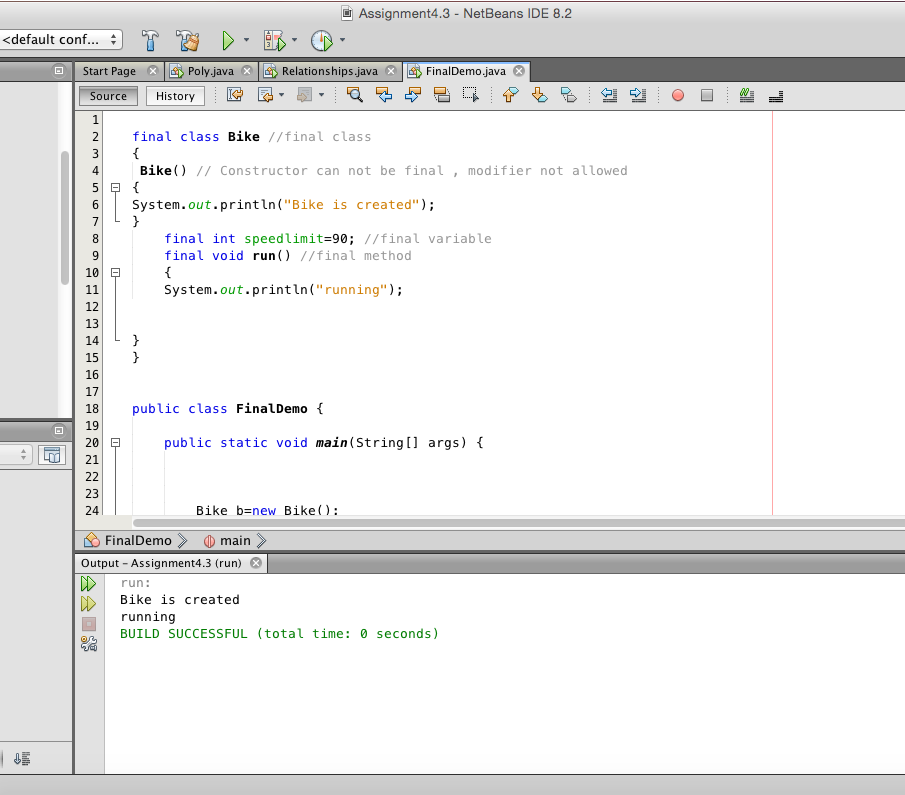 Assignment4.3 - NetBeans IDE 8.2
<default conf...
Start Page Poly.java Relationships.java FinalDemo.java
Source History
1
2 final class Bike //final class
3 {
4 Bike() // Constructor can not be final , modifier not allowed
5 {
6 System.out.println("Bike is created");
7 }
8 final int speedlimit=90; //final variable
9 final void run() //final method
10 {
11 System.out.println("running");
12
13
14 }
15 }
16
17
18 public class FinalDemo {
19
20 public static void main(String[] args) {
21
22
23
24 Bike b=new Bike();
FinalDemo main
Output - Assignment4.3 (run)
run:
Bike is created
running
BUILD SUCCESSFUL (total time: 0 seconds)